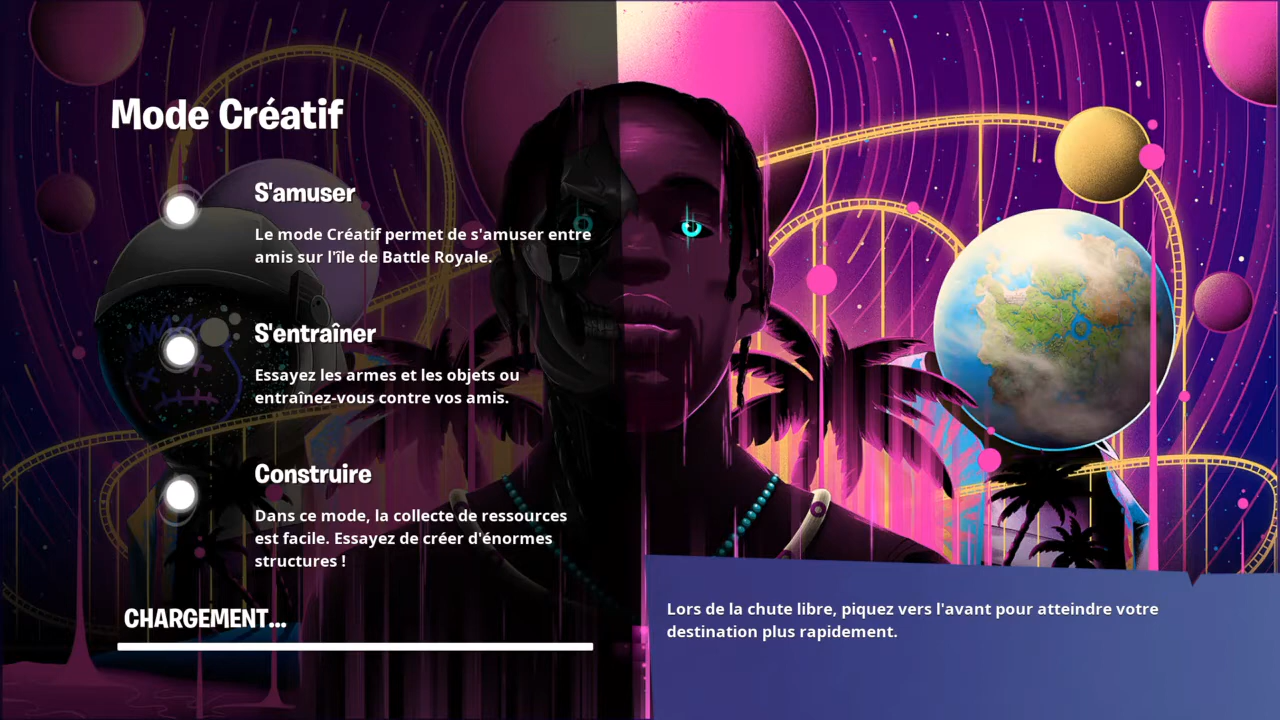 Mode Créatif
S'amuser
Le mode Créatif permet de s'amuser entre
amis sur l'île de Battle Royale.
S'entraîner
Essayez les armes et les objets ou
entraînez-vous contre vos amis.
Construire
Dans ce mode, la collecte de ressources
est facile. Essayez de créer d'énormes
structures !
CHARGEMENT...
Lors de la chute libre, piquez vers l'avant pour atteindre votre
destination plus rapidement.